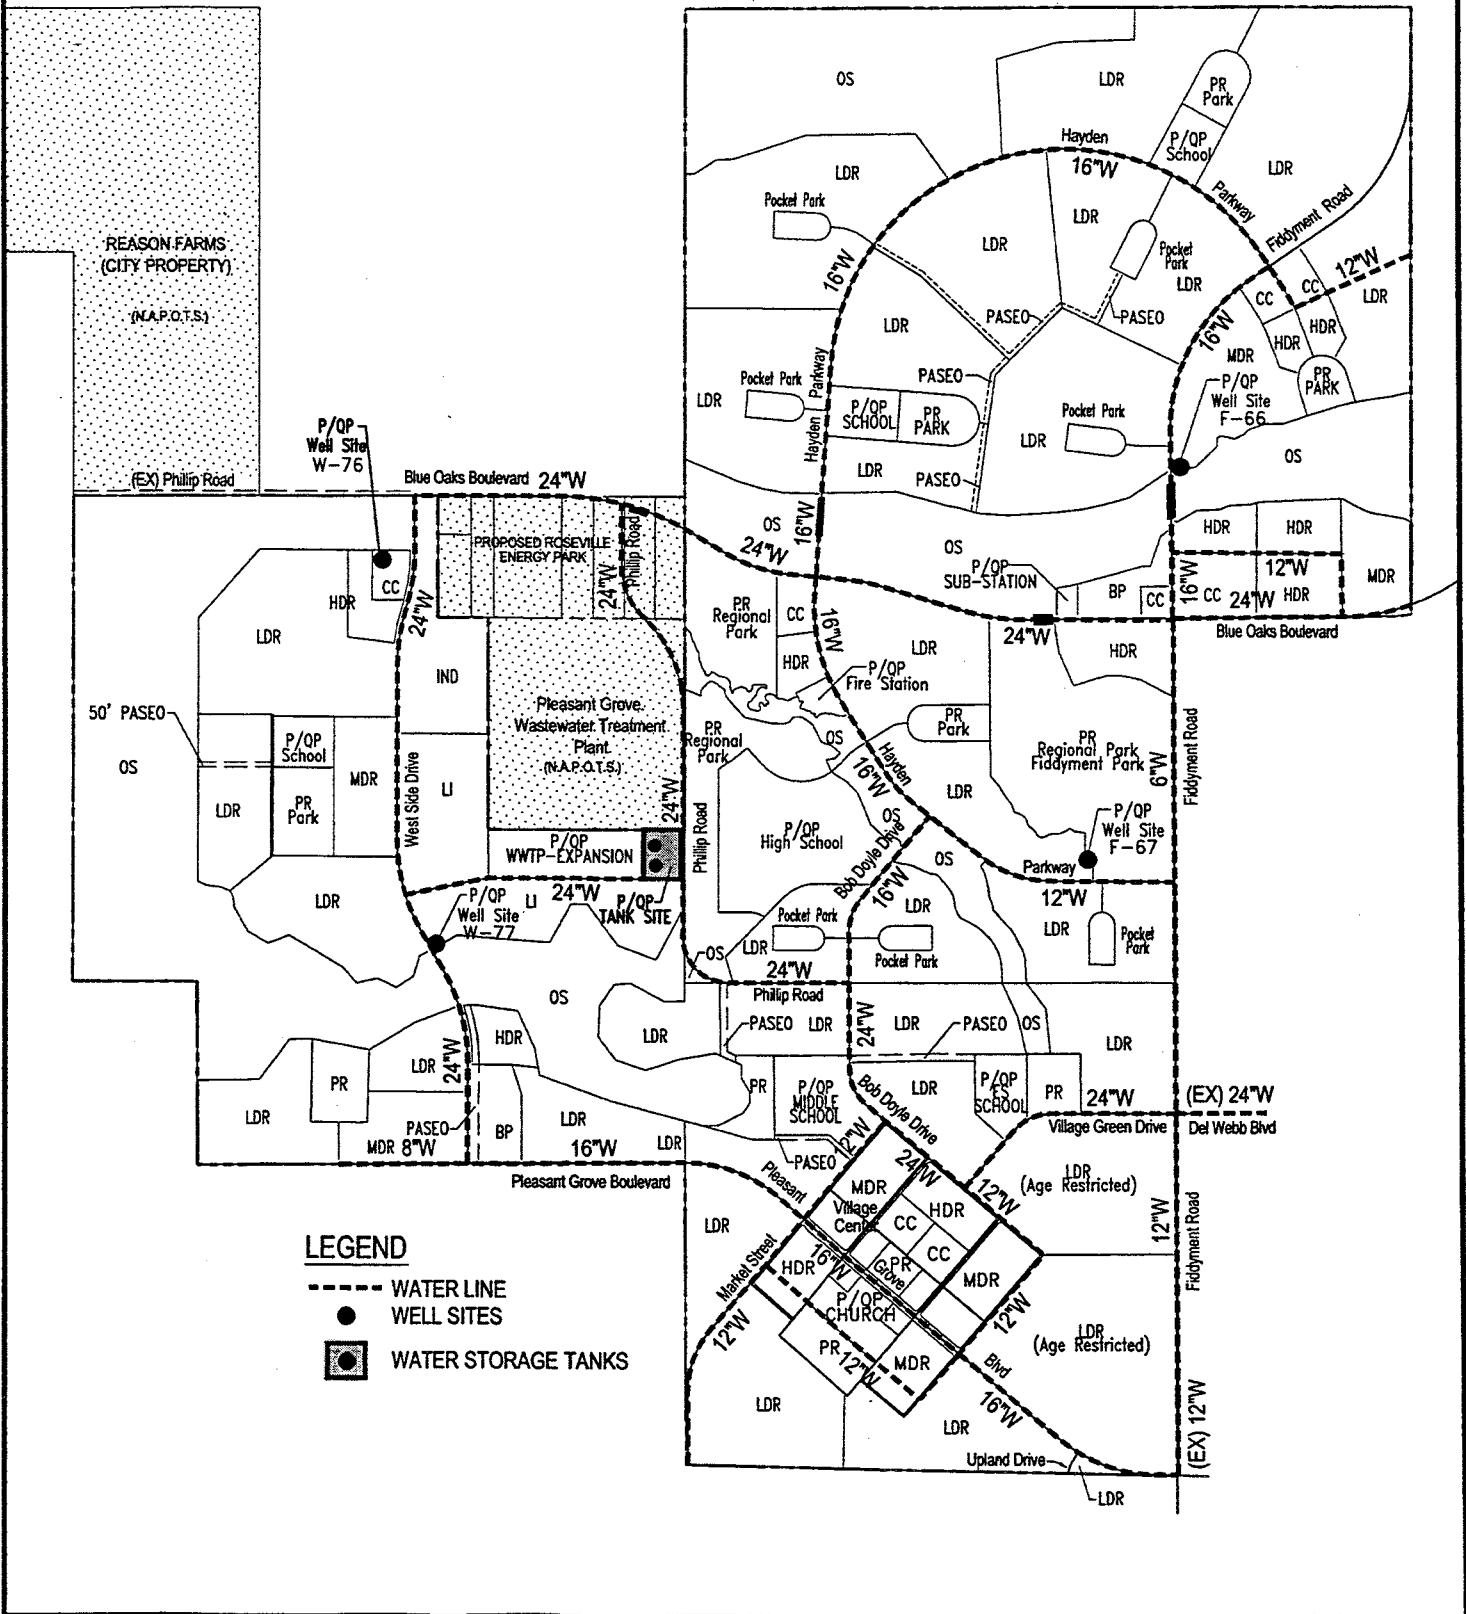 OS
LDR
PR
Park
Hayden
P/QP
School
16"W
LDR
LDR
Parkway
Pocket Park
LDR
Fiddyment Road
REASON FARMS
(CITY PROPERTY)
LDR
Pocket
Park
12"W
16"W
(N.A.P.O.T.S.)
LDR
CC
CC
LDR
PASEO
PASEO
LDR
16"W
HDR
HDR
MDR
Parkway
PASEO
Pocket Park
P/QP
Well Site
F-66
PR
PARK
LDR
P/QP
SCHOOL
PR
PARK
Pocket Park
P/QP
Well Site
W-76
Hayden
LDR
OS
LDR
(EX) Phillip Road
Blue Oaks Boulevard
24"W
PASEO
OS
16"W
HDR
HDR
PROPOSED ROSEVILLE
ENERGY PARK
Phillip Road
24"W
OS
P/QP
SUB-STATION
12"W
MDR
CC
24"W
24"W
BP
CC
16"W
CC
24"W
HDR
HDR
PR
Regional
Park
CC
16"W
24"W
Blue Oaks Boulevard
LDR
LDR
HDR
HDR
P/QP
Fire Station
IND
50' PASEO
Pleasant Grove
Wastewater Treatment
Plant
(N.A.P.O.T.S.)
PR
Regional
Park
PR
Park
OS
Hayden
16"W
PR
Regional Park
Fiddyment Park
6"W
Fiddyment Road
P/QP
School
OS
MDR
West Side Drive
LI
24"W
LDR
LDR
PR
Park
Phillip Road
P/QP
WWTP-EXPANSION
P/QP
High School
OS
Bob Doyle Drive
P/QP
Well Site
F-67
OS
Parkway
12"W
LDR
P/QP
Well Site
W-77
24"W
LI
P/QP
TANK SITE
16"W
LDR
Pocket Park
LDR
Pocket
Park
OS
LDR
Pocket Park
24"W
Phillip Road
OS
LDR
PASEO
LDR
24"W
LDR
PASEO
OS
LDR
HDR
LDR
24"W
PR
PR
P/QP
MIDDLE
SCHOOL
LDR
P/QP
ES
SCHOOL
PR
24"W
(EX) 24"W
LDR
PASEO
BP
LDR
Bob Doyle Drive
Village Green Drive
Del Webb Blvd
MDR
8"W
16"W
LDR
12"W
PASEO
24"W
Pleasant Grove Boulevard
Pleasant
MDR
12"W
LDR
(Age Restricted)
LDR
Village
Center
HDR
CC
12"W
Fiddyment Road
LEGEND
Market Street
HDR
16"W
Grove
PR
CC
MDR
WATER LINE
WELL SITES
12"W
P/QP
CHURCH
12"W
LDR
(Age Restricted)
WATER STORAGE TANKS
PR
12"W
MDR
Blvd
LDR
16"W
LDR
(EX) 12"W
Upland Drive
LDR